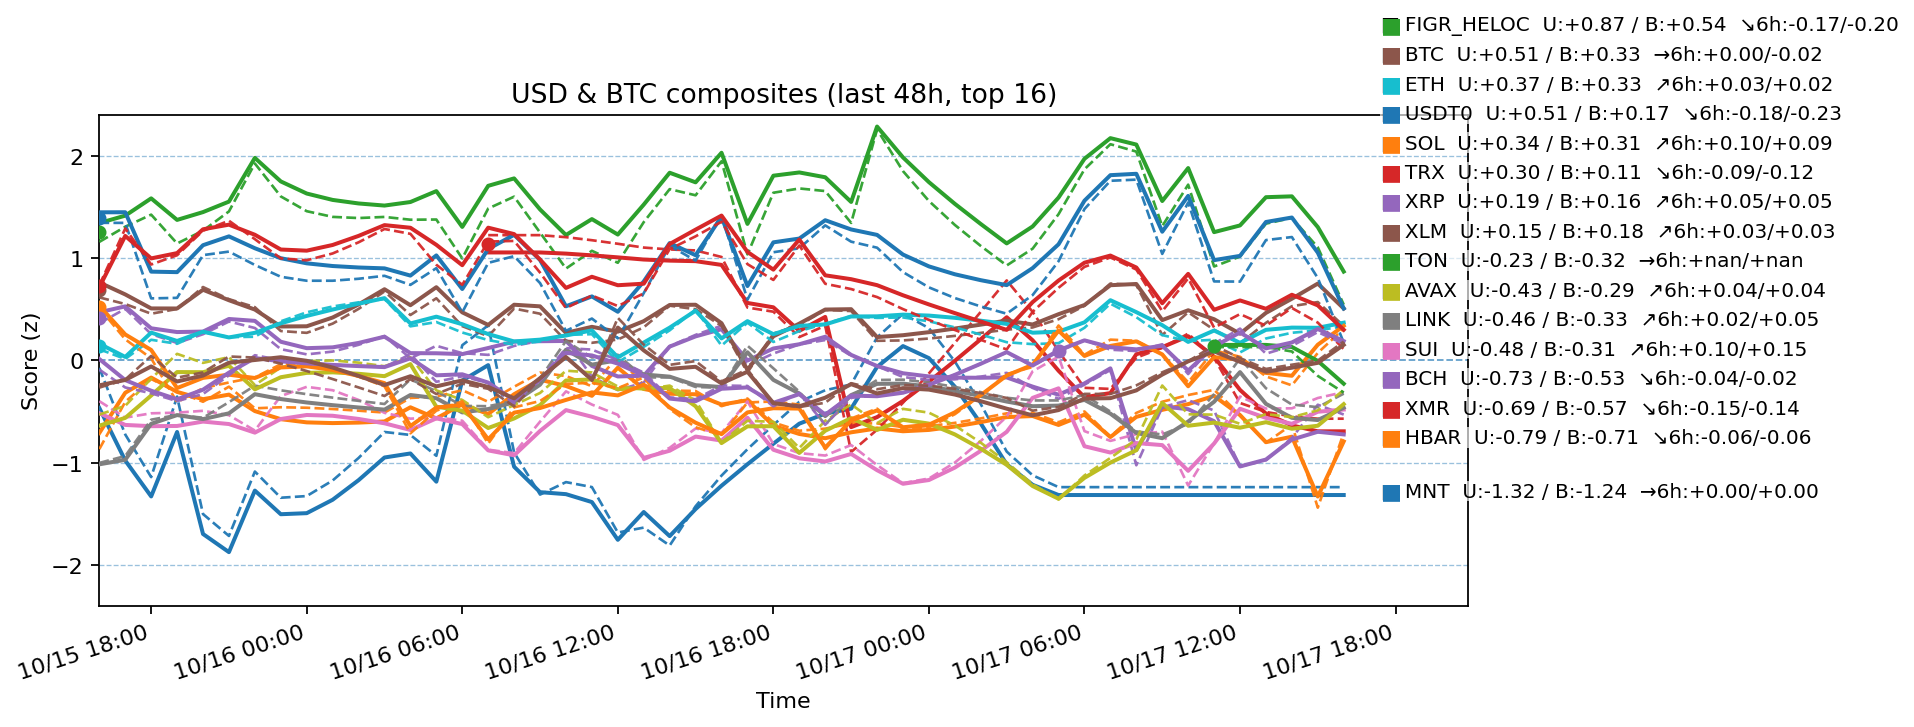 FIGR_HELOC U:+0.87 / B:+0.54 ↘6h:-0.17/-0.20
BTC U:+0.51 / B:+0.33 →6h:+0.00/-0.02
ETH U:+0.37 / B:+0.33 ↗6h:+0.03/+0.02
USDT0 U:+0.51 / B:+0.17 ↘6h:-0.18/-0.23
SOL U:+0.34 / B:+0.31 ↗6h:+0.10/+0.09
TRX U:+0.30 / B:+0.11 ↘6h:-0.09/-0.12
XRP U:+0.19 / B:+0.16 ↗6h:+0.05/+0.05
XLM U:+0.15 / B:+0.18 ↗6h:+0.03/+0.03
TON U:-0.23 / B:-0.32 →6h:+nan/+nan
AVAX U:-0.43 / B:-0.29 ↗6h:+0.04/+0.04
LINK U:-0.46 / B:-0.33 ↗6h:+0.02/+0.05
SUI U:-0.48 / B:-0.31 ↗6h:+0.10/+0.15
BCH U:-0.73 / B:-0.53 ↘6h:-0.04/-0.02
XMR U:-0.69 / B:-0.57 ↘6h:-0.15/-0.14
HBAR U:-0.79 / B:-0.71 ↘6h:-0.06/-0.06
MNT U:-1.32 / B:-1.24 →6h:+0.00/+0.00
USD & BTC composites (last 48h, top 16)
Score (z)
2
1
0
−1
−2
10/15 18:00
10/16 00:00
10/16 06:00
10/16 12:00
10/16 18:00
10/17 00:00
10/17 06:00
10/17 12:00
10/17 18:00
Time